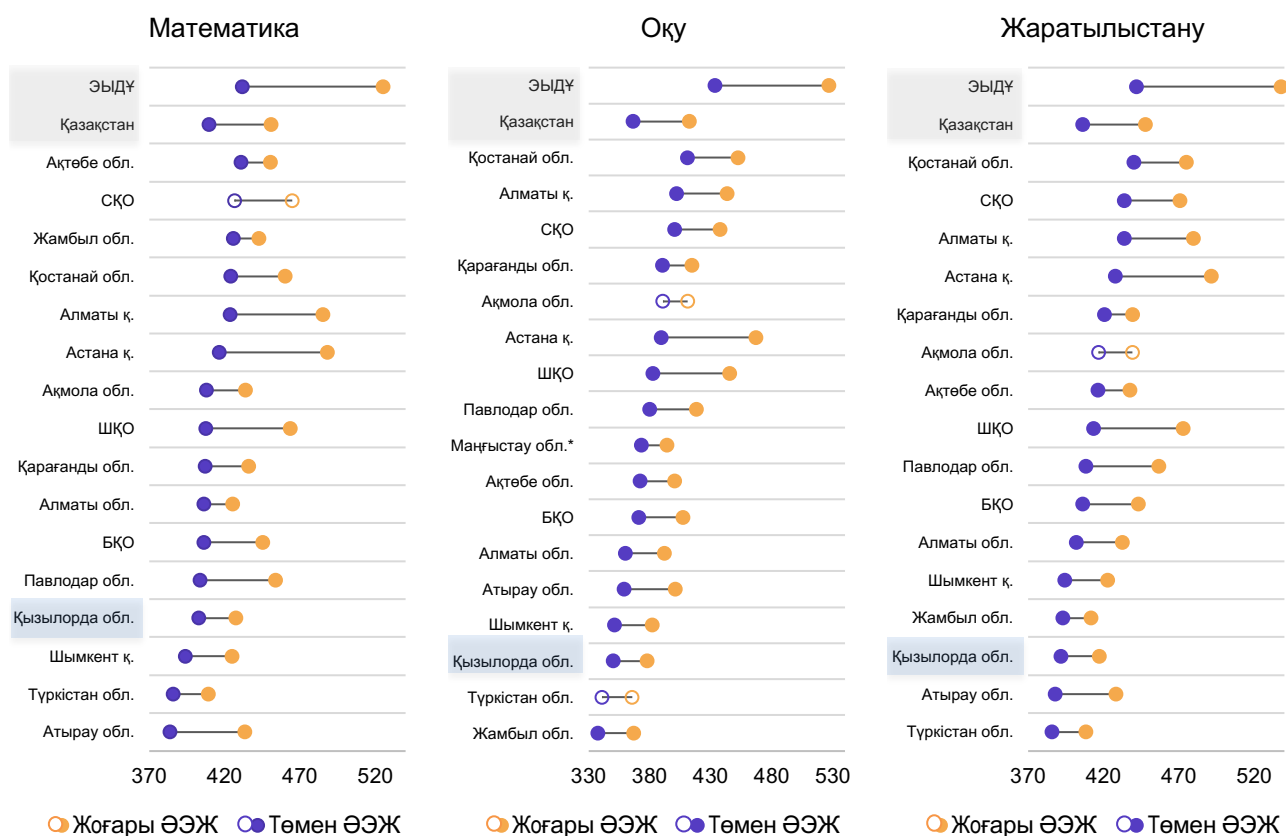 Математика
ЭЫДҰ
Қазақстан
Ақтөбе обл.
СҚО
Жамбыл обл.
Қостанай обл.
Алматы қ.
Астана қ.
Ақмола обл.
ШҚО
Қарағанды обл.
Алматы обл.
БҚО
Павлодар обл.
Қызылорда обл.
Шымкент қ.
Түркістан обл.
Атырау обл.
370 420 470 520
Жоғары ӘЭЖ Төмен ӘЭЖ
Оқу
ЭЫДҰ
Қазақстан
Қостанай обл.
Алматы қ.
СҚО
Қарағанды обл.
Ақмола обл.
Астана қ.
ШҚО
Павлодар обл.
Маңғыстау обл.*
Ақтөбе обл.
БҚО
Алматы обл.
Атырау обл.
Шымкент қ.
Қызылорда обл.
Түркістан обл.
Жамбыл обл.
330 380 430 480 530
Жоғары ӘЭЖ Төмен ӘЭЖ
Жаратылыстану
ЭЫДҰ
Қазақстан
Қостанай обл.
СҚО
Алматы қ.
Астана қ.
Қарағанды обл.
Ақмола обл.
Ақтөбе обл.
ШҚО
Павлодар обл.
БҚО
Алматы обл.
Шымкент қ.
Жамбыл обл.
Қызылорда обл.
Атырау обл.
Түркістан обл.
370 420 470 520
Жоғары ӘЭЖ Төмен ӘЭЖ